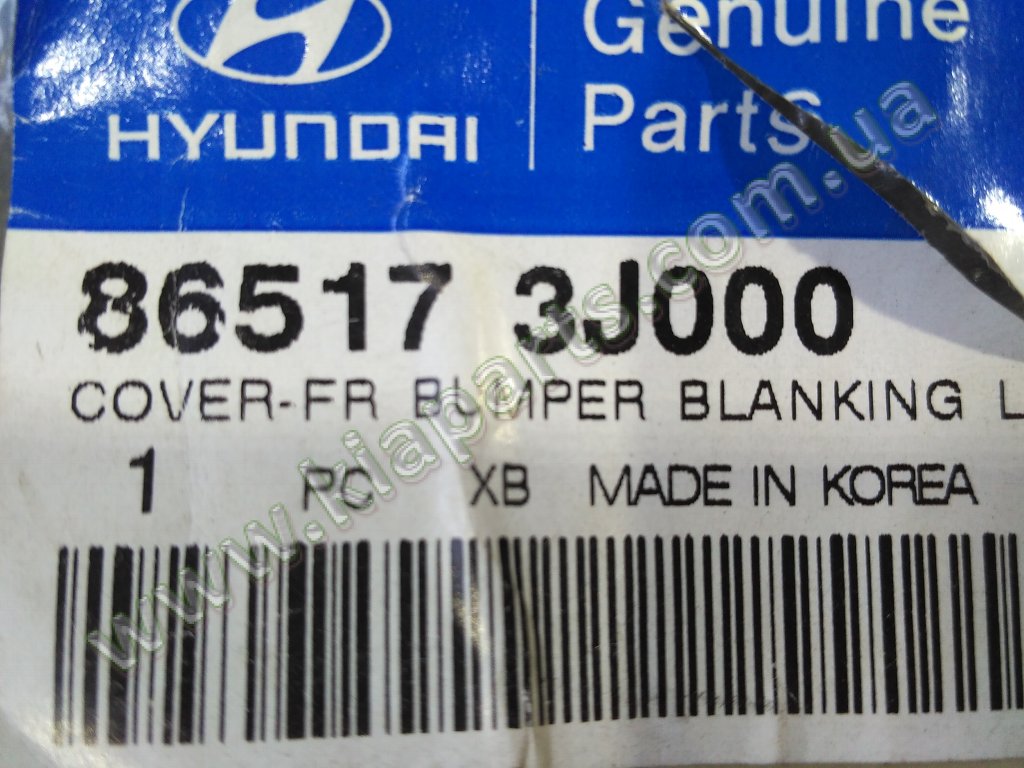 Genuine
HYUNDAI
Parts
86517 3J000
COVER-FR BUMPER BLANKING L
1 PC XB MADE IN KOREA
www.kiaparts.com.ua